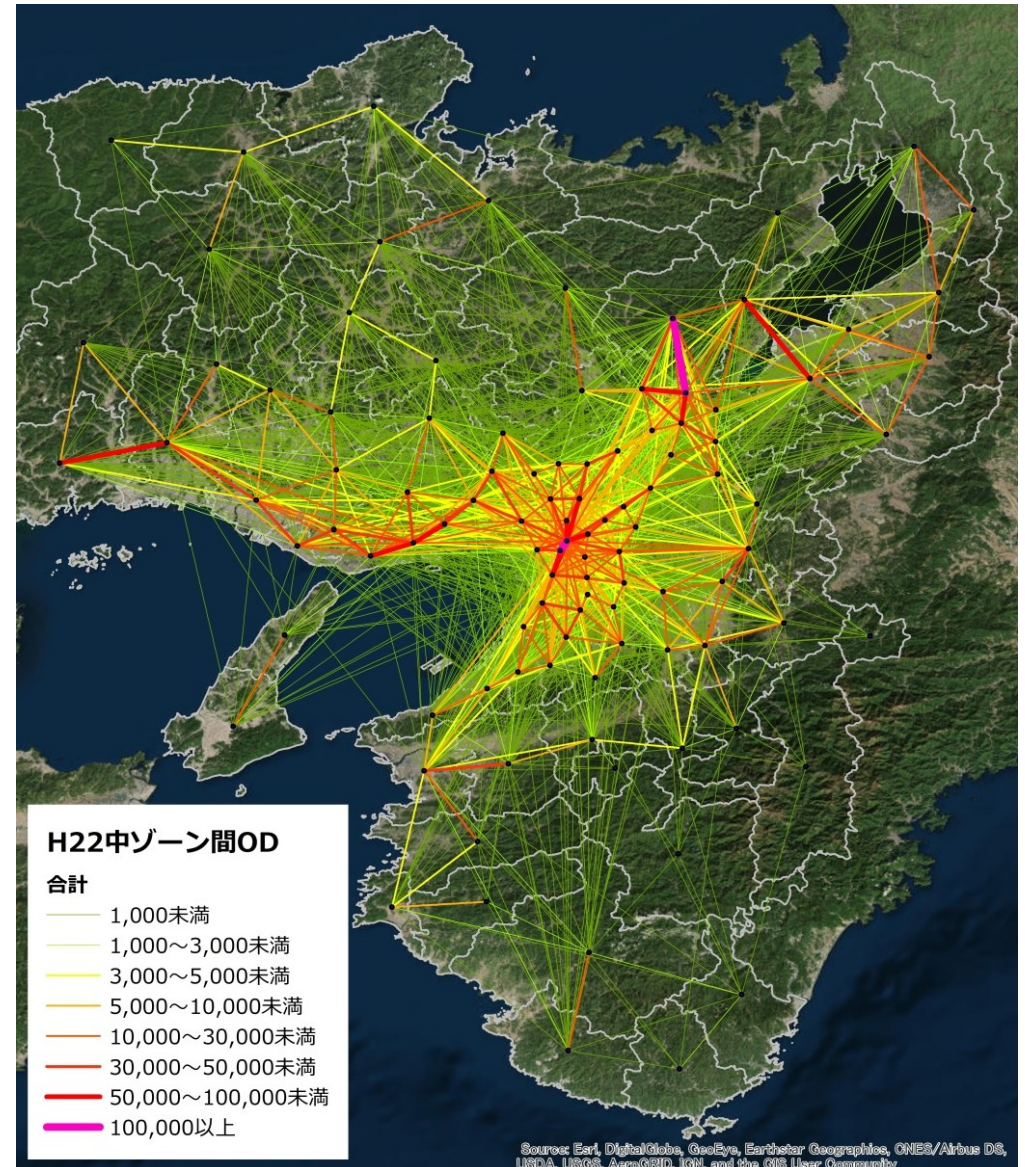 H22中ゾーン間OD
合計
1,000未満
1,000～3,000未満
3,000～5,000未満
5,000～10,000未満
10,000～30,000未満
30,000～50,000未満
50,000～100,000未満
100,000以上
Source: Esri, DigitalGlobe, GeoEye, Earthstar Geographics, CNES/Airbus DS,
USDA, USGS, AeroGRID, IGN, and the GIS User Community